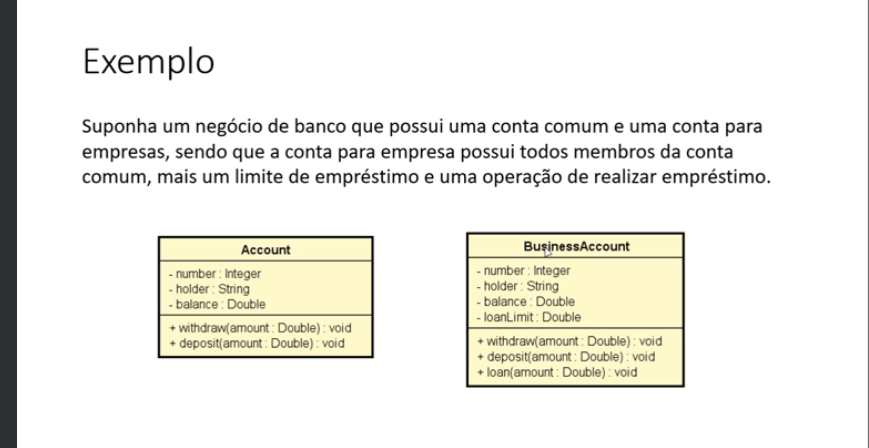 Exemplo
Suponha um negócio de banco que possui uma conta comum e uma conta para
empresas, sendo que a conta para empresa possui todos membros da conta
comum, mais um limite de empréstimo e uma operação de realizar empréstimo.
Account
- number : Integer
- holder : String
- balance : Double
+ withdraw(amount : Double) : void
+ deposit(amount : Double) : void
BusinessAccount
- number : Integer
- holder : String
- balance : Double
- loanLimit : Double
+ withdraw(amount : Double) : void
+ deposit(amount : Double) : void
+ loan(amount : Double) : void